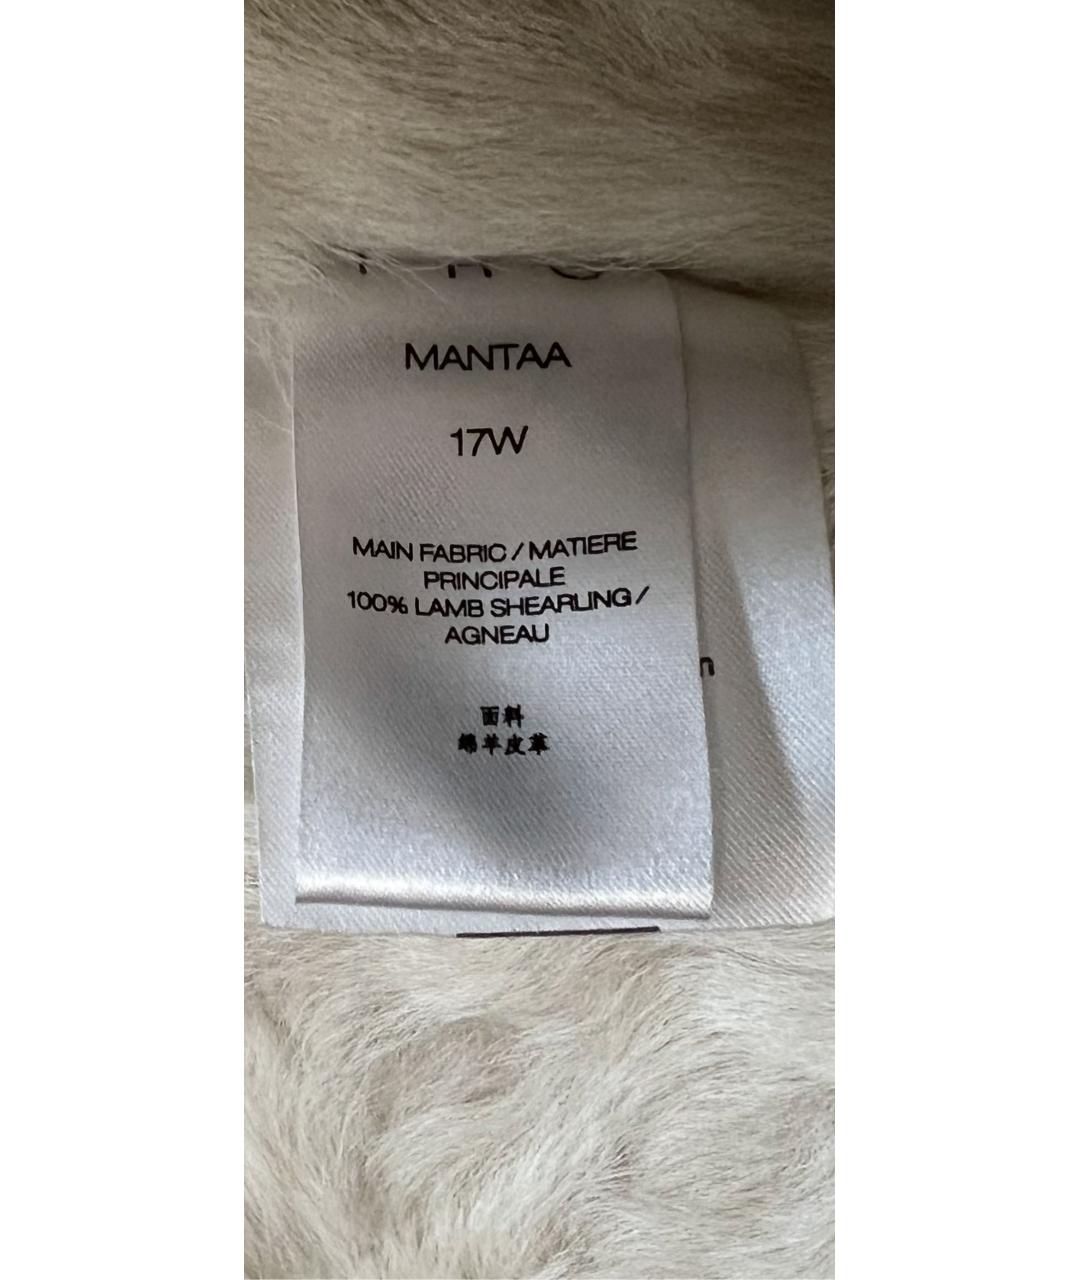 MANTAA
17W
MAIN FABRIC / MATIERE
PRINCIPALE
100% LAMB SHEARLING /
AGNEAU
面料
绵羊皮革